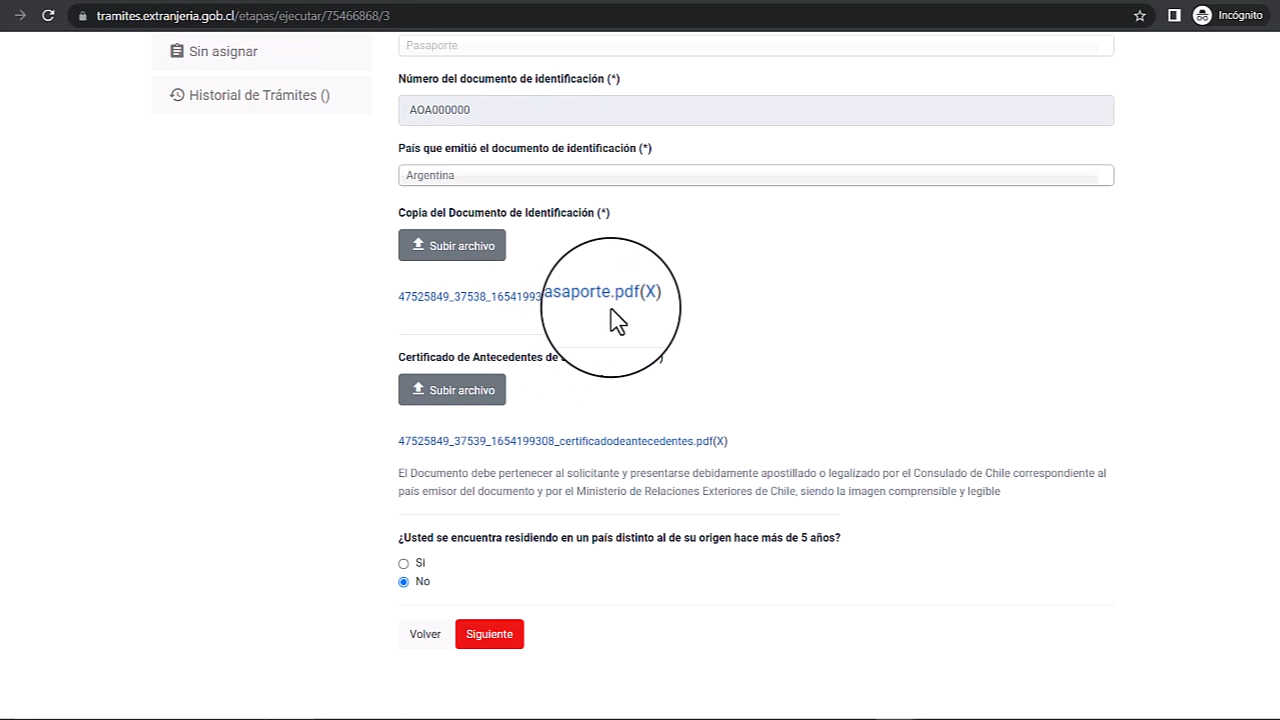 tramites.extranjeria.gob.cl/etapas/ejecutar/75466868/3
Incógnito
Sin asignar
Historial de Trámites ()
Pasaporte
Número del documento de identificación (*)
AOA000000
País que emitió el documento de identificación (*)
Argentina
Copia del Documento de Identificación (*)
Subir archivo
47525849_37538_16541993 asaporte.pdf(X)
Certificado de Antecedentes de
Subir archivo
47525849_37539_1654199308_certificadodeantecedentes.pdf(X)
El Documento debe pertenecer al solicitante y presentarse debidamente apostillado o legalizado por el Consulado de Chile correspondiente al
país emisor del documento y por el Ministerio de Relaciones Exteriores de Chile, siendo la imagen comprensible y legible
¿Usted se encuentra residiendo en un país distinto al de su origen hace más de 5 años?
Si
No
Volver
Siguiente